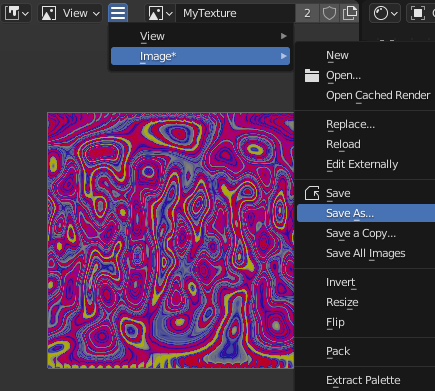 View
MyTexture
2
View
Image*
New
Open...
Open Cached Render
Replace...
Reload
Edit Externally
Save
Save As...
Save a Copy...
Save All Images
Invert
Resize
Flip
Pack
Extract Palette